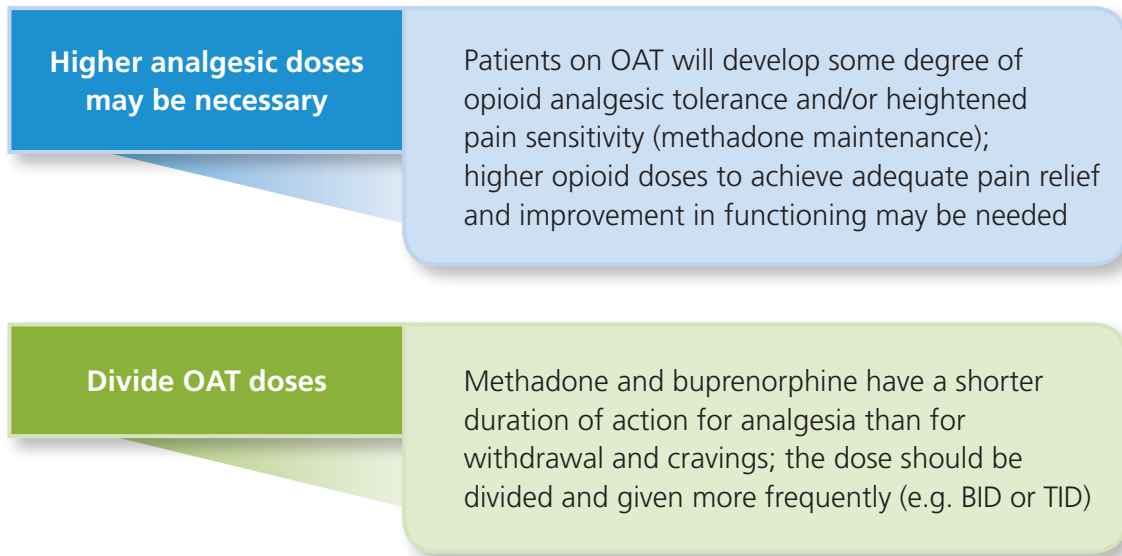 Higher analgesic doses
may be necessary
Patients on OAT will develop some degree of
opioid analgesic tolerance and/or heightened
pain sensitivity (methadone maintenance);
higher opioid doses to achieve adequate pain relief
and improvement in functioning may be needed
Divide OAT doses
Methadone and buprenorphine have a shorter
duration of action for analgesia than for
withdrawal and cravings; the dose should be
divided and given more frequently (e.g. BID or TID)